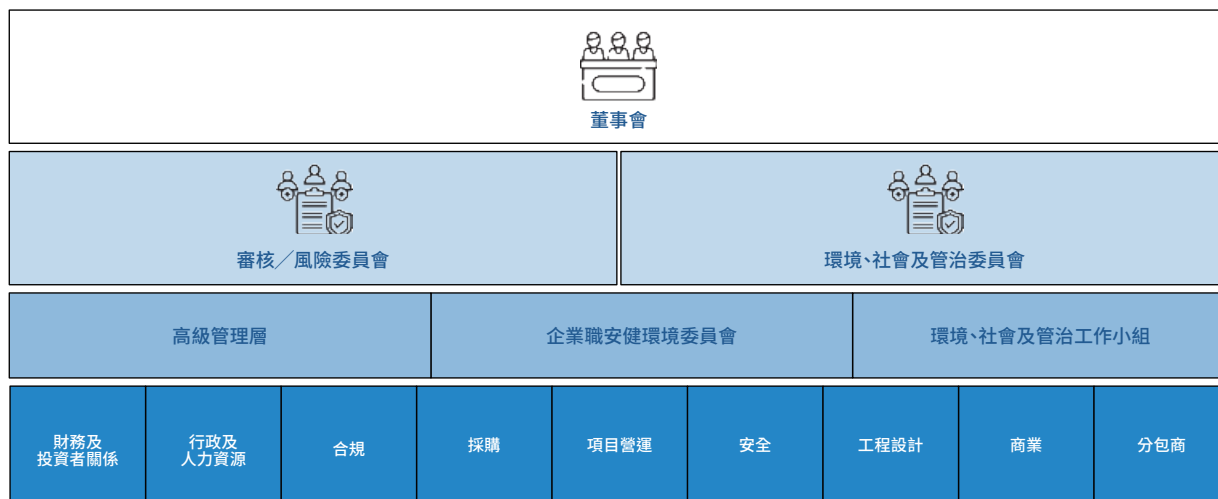 董事會
審核／風險委員會
環境、社會及管治委員會
高級管理層
企業職安健環境委員會
環境、社會及管治工作小組
財務及
投資者關係
行政及
人力資源
合規
採購
項目營運
安全
工程設計
商業
分包商